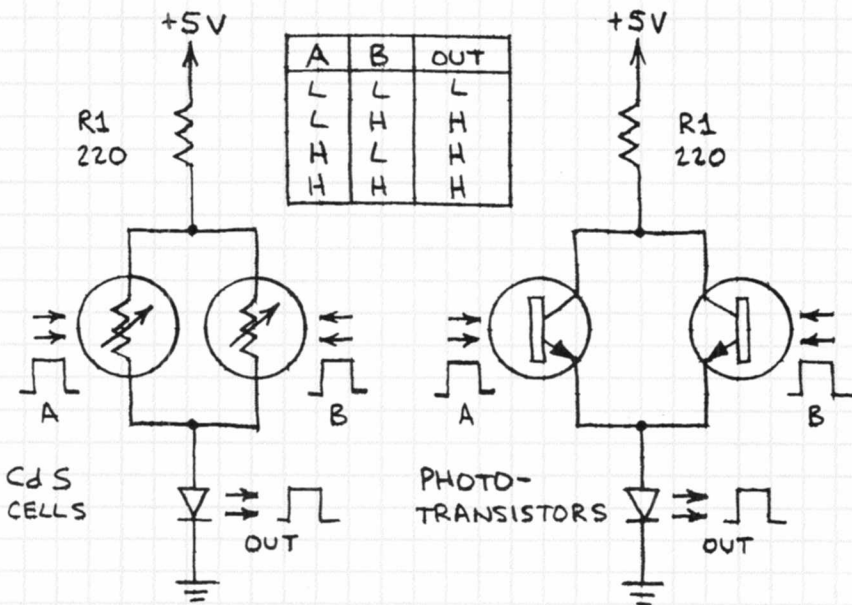 +5V
R1
220
A B OUT
L L L
L H H
H L H
H H H
A
B
CdS
CELLS
OUT
+5V
R1
220
A
B
PHOTO-
TRANSISTORS
OUT